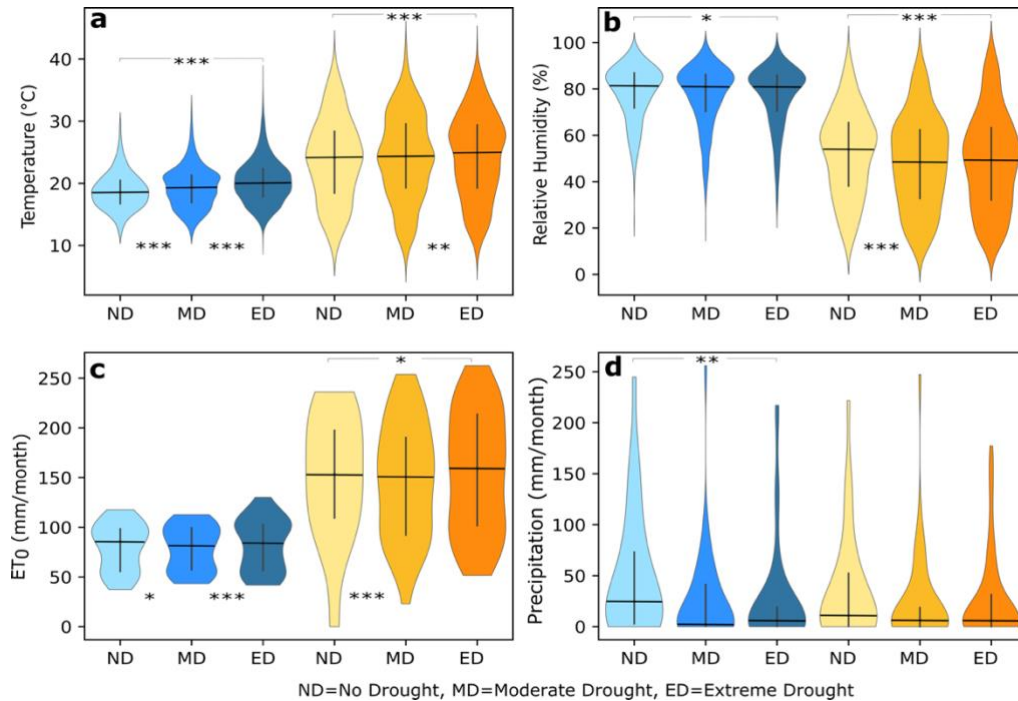 a
***
***
Temperature (°C)
40
30
20
10
***
***
**
ND
MD
ED
ND
MD
ED
b
*
***
Relative Humidity (%)
100
80
60
40
20
0
***
ND
MD
ED
ND
MD
ED
c
*
ET0 (mm/month)
250
200
150
100
50
0
*
***
***
ND
MD
ED
ND
MD
ED
d
**
Precipitation (mm/month)
250
200
150
100
50
0
ND
MD
ED
ND
MD
ED
ND=No Drought, MD=Moderate Drought, ED=Extreme Drought